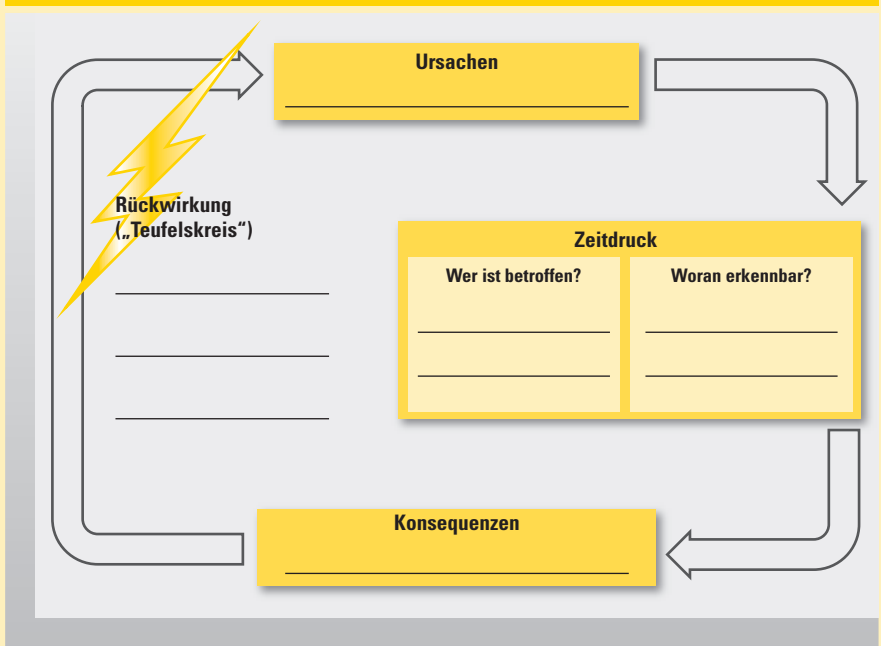 Ursachen
Rückwirkung
(„Teufelskreis“)
Zeitdruck
Wer ist betroffen?
Woran erkennbar?
Konsequenzen